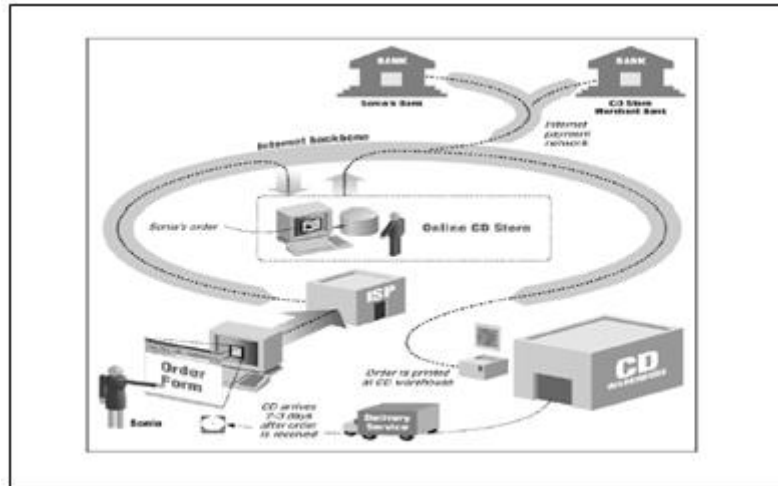 BANK
BANK
Sonia's Bank
CD Store
Merchant Bank
Internet
payment
network
Internet backbone
Sonia's order
Online CD Store
ISP
Order
Form
Order is printed
at CD warehouse
CD
CD arrives
2-3 days
after order
is received
Delivery
Service
Sonia